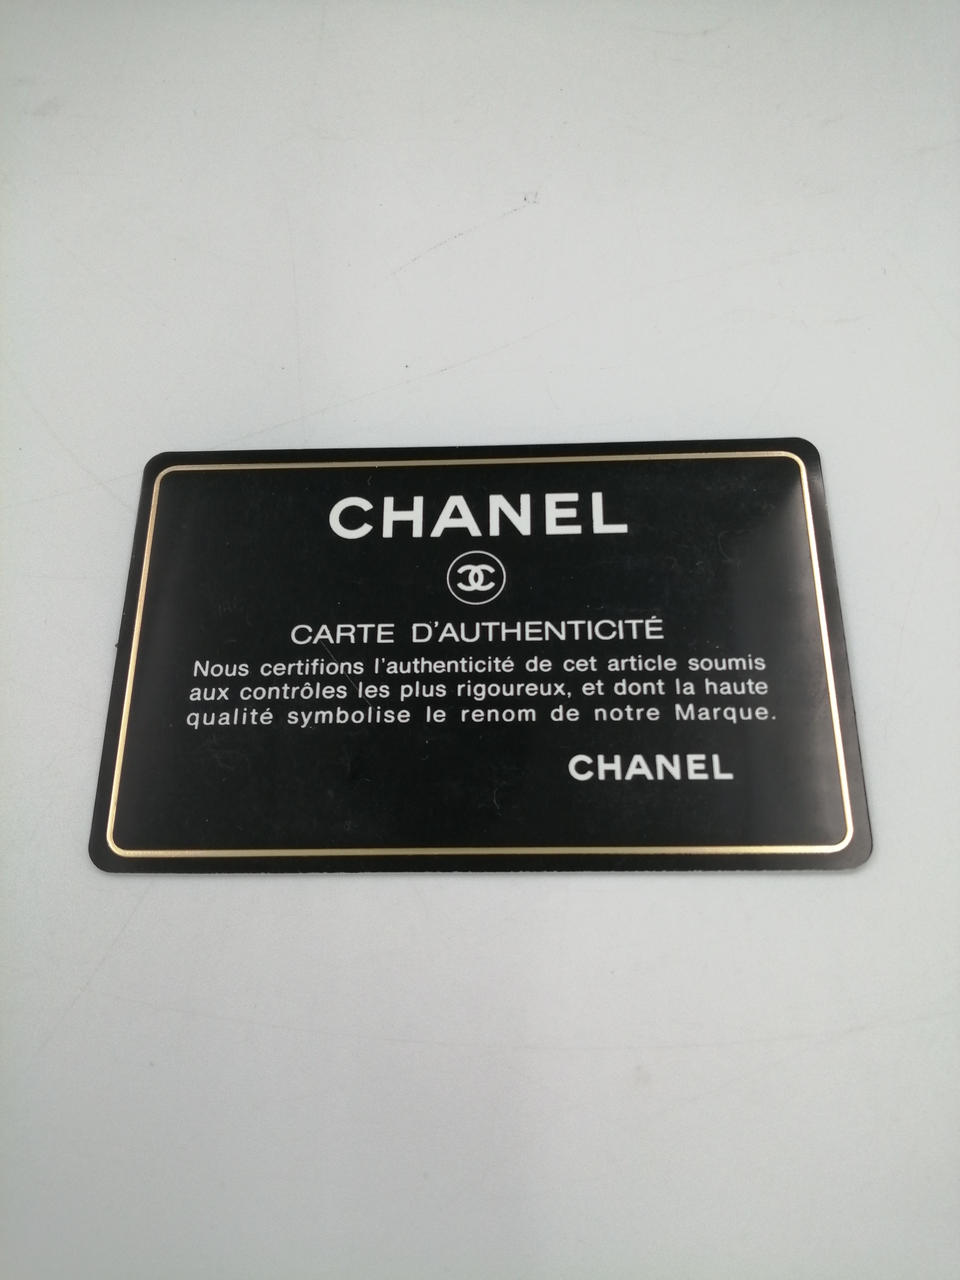 CHANEL
CARTE D'AUTHENTICITÉ
Nous certifions l'authenticité de cet article soumis
aux contrôles les plus rigoureux, et dont la haute
qualité symbolise le renom de notre Marque.
CHANEL